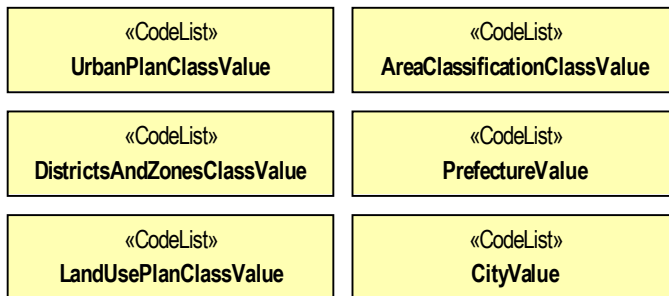 «CodeList»
UrbanPlanClassValue
«CodeList»
AreaClassificationClassValue
«CodeList»
DistrictsAndZonesClassValue
«CodeList»
PrefectureValue
«CodeList»
LandUsePlanClassValue
«CodeList»
CityValue